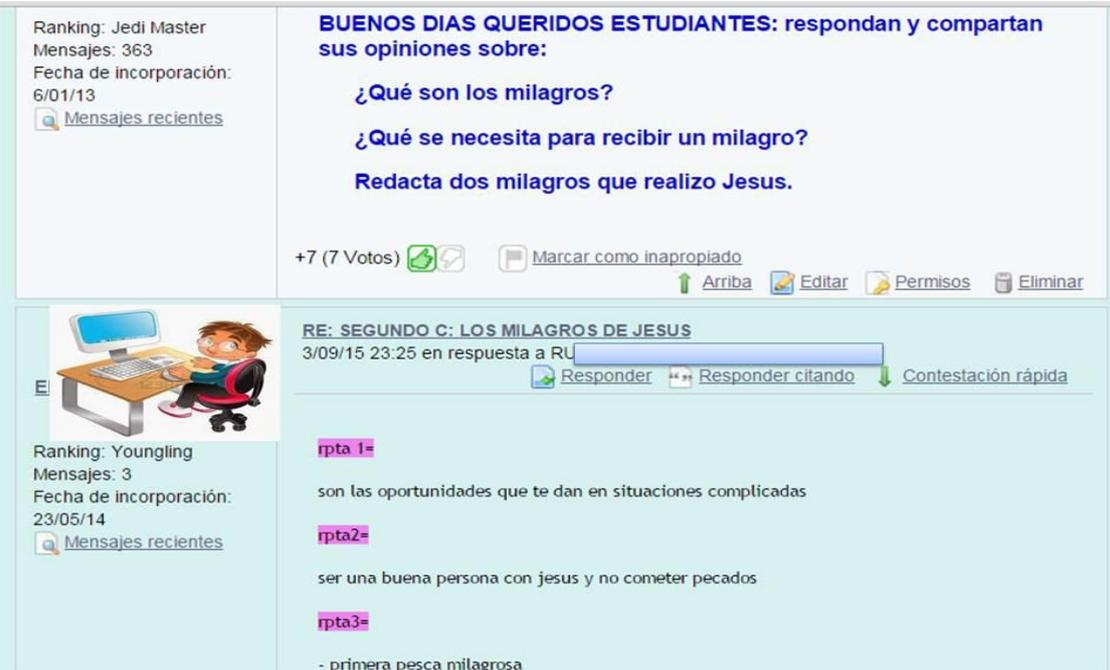 Ranking: Jedi Master
Mensajes: 363
Fecha de incorporación:
6/01/13
Mensajes recientes
BUENOS DIAS QUERIDOS ESTUDIANTES: respondan y compartan
sus opiniones sobre:
¿Qué son los milagros?
¿Qué se necesita para recibir un milagro?
Redacta dos milagros que realizo Jesus.
+7 (7 Votos) Marcar como inapropiado
Arriba Editar Permisos Eliminar
RE: SEGUNDO C: LOS MILAGROS DE JESUS
3/09/15 23:25 en respuesta a RU
Responder Responder citando Contestación rápida
Ranking: Youngling
Mensajes: 3
Fecha de incorporación:
23/05/14
Mensajes recientes
rpta 1=
son las oportunidades que te dan en situaciones complicadas
rpta2=
ser una buena persona con jesus y no cometer pecados
rpta3=
- primera pesca milagrosa